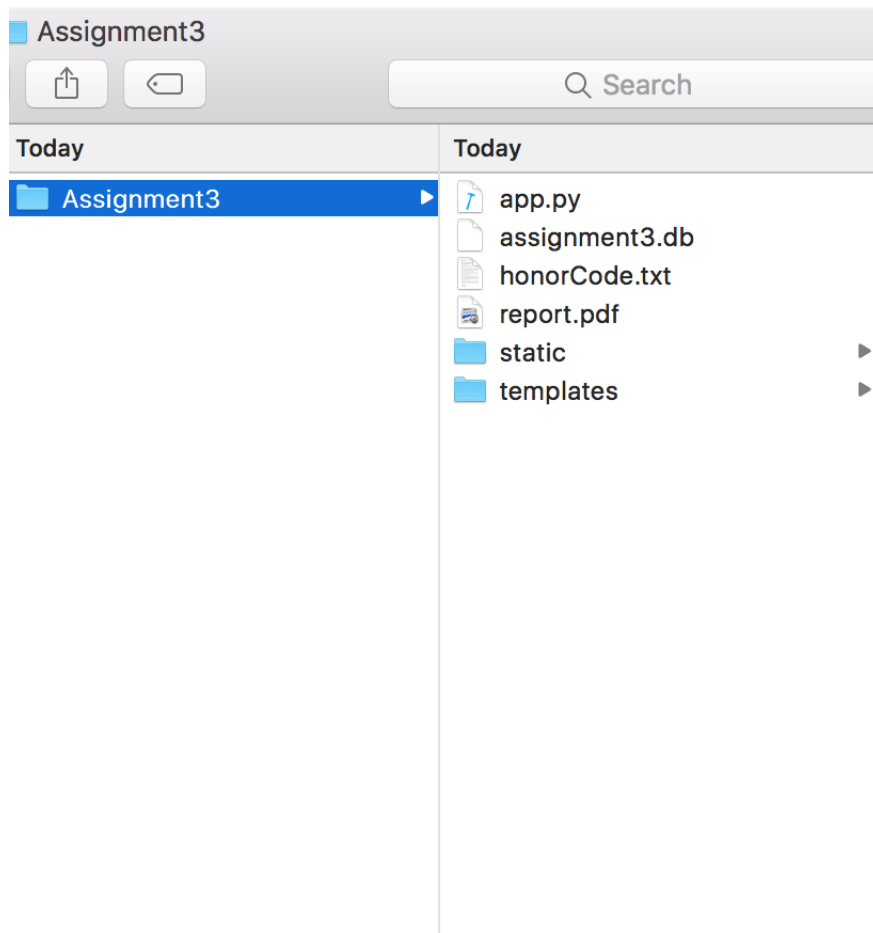 Assignment3
Search
Today
Assignment3
Today
app.py
assignment3.db
honorCode.txt
report.pdf
static
templates